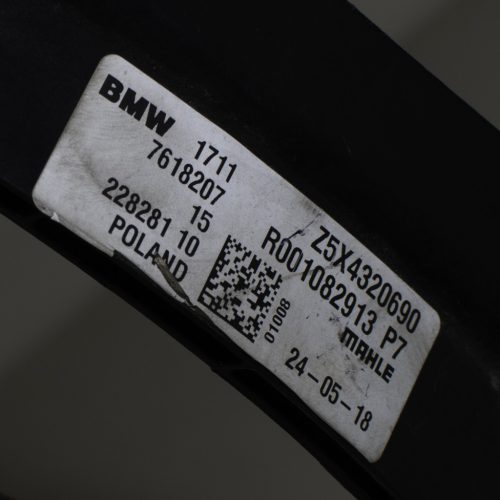 BMW 1711
7618207
15
228281 10
POLAND
Z5X4320690
R001082913 P7
MAHLE
01008
24-05-18